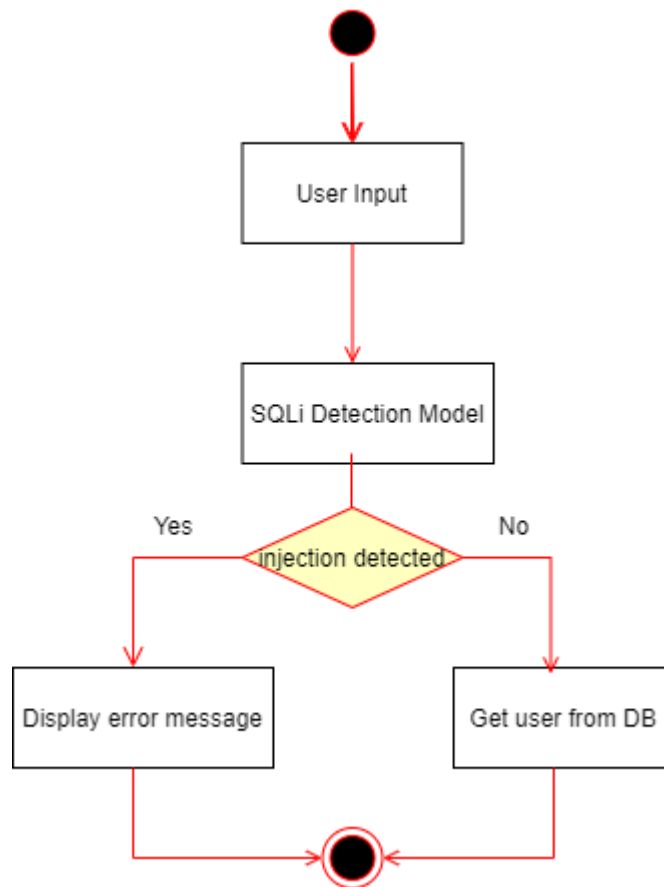 User Input
SQLi Detection Model
Yes
No
injection detected
Display error message
Get user from DB